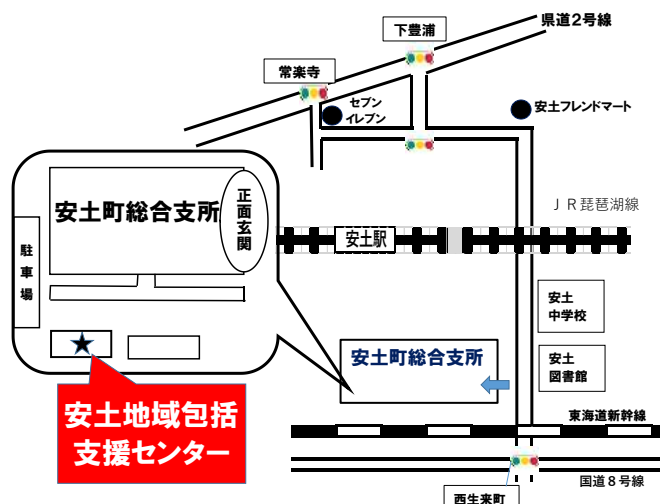 県道２号線
下豊浦
常楽寺
セブン
イレブン
安土フレンドマート
安土町総合支所
正面玄関
駐車場
ＪＲ琵琶湖線
安土駅
安土
中学校
安土町総合支所
安土
図書館
安土地域包括
支援センター
東海道新幹線
国道８号線
西生来町